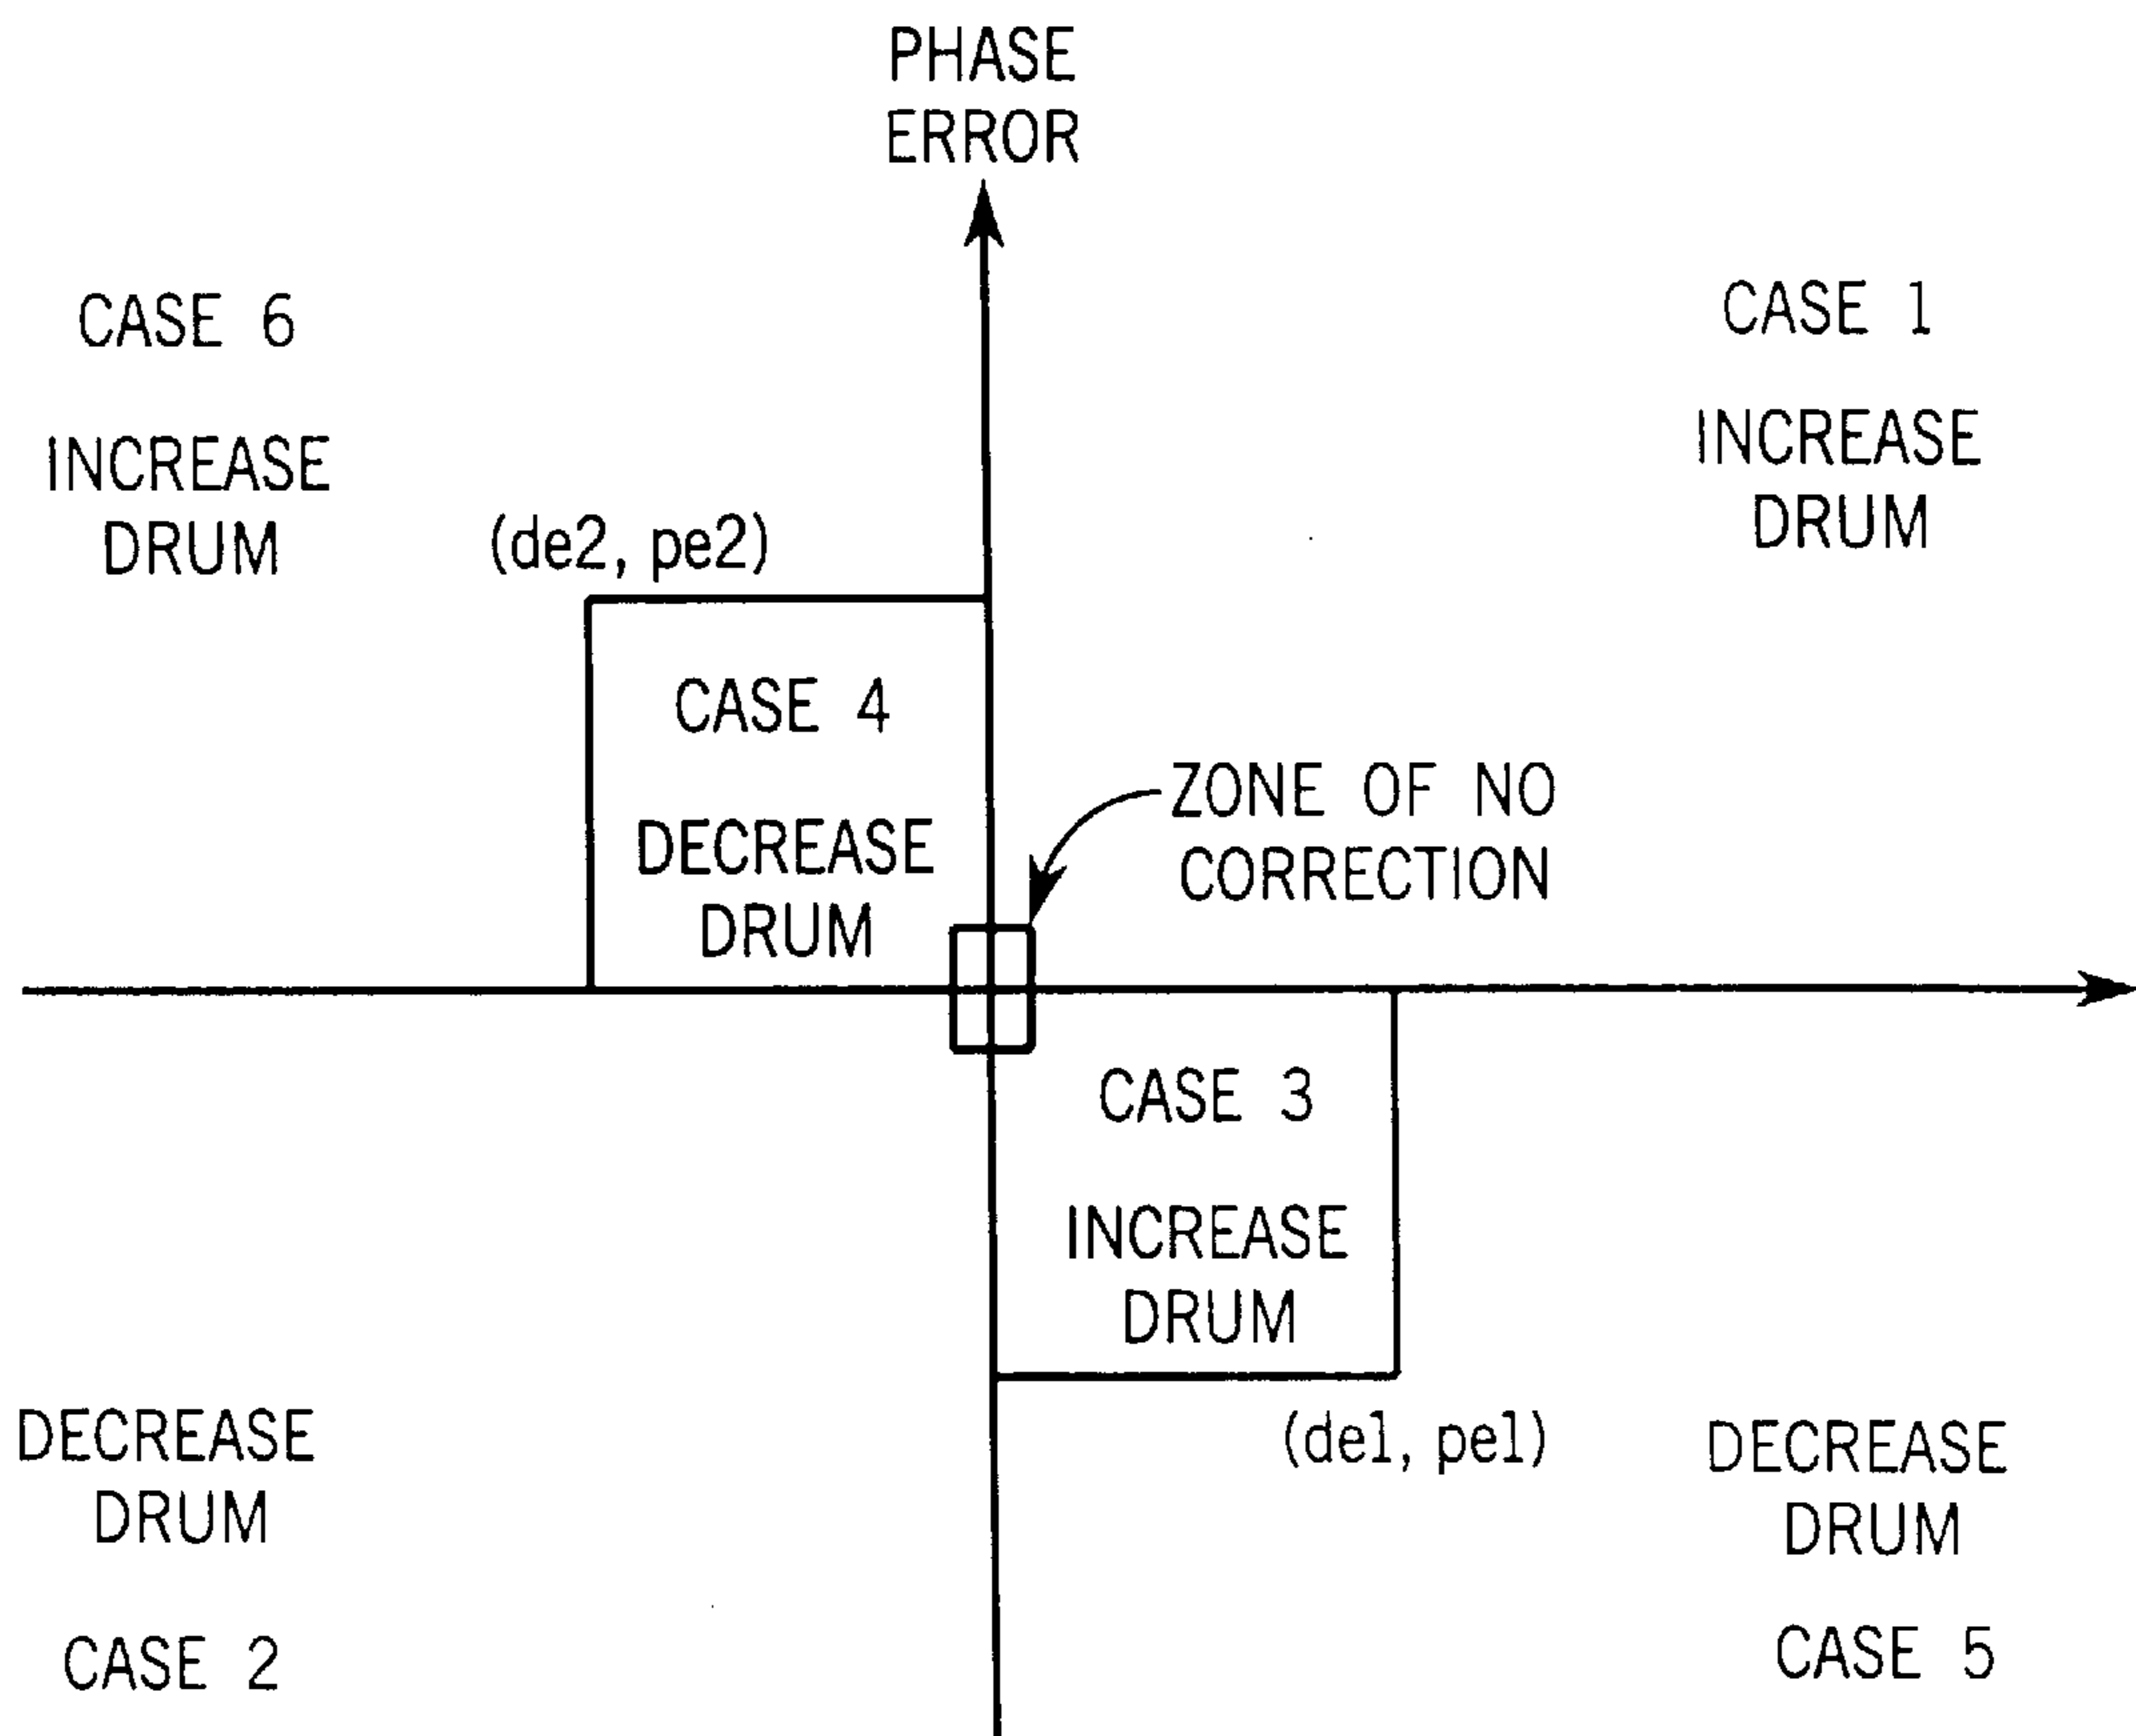 PHASE
ERROR
CASE 6
INCREASE
DRUM
CASE 1
INCREASE
DRUM
(de2, pe2)
CASE 4
DECREASE
DRUM
ZONE OF NO
CORRECTION
CASE 3
INCREASE
DRUM
(de1, pe1)
DECREASE
DRUM
CASE 2
DECREASE
DRUM
CASE 5